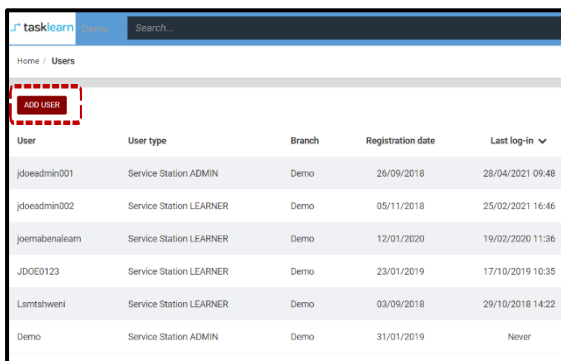 tasklearn Demo Search...
Home / Users
ADD USER
User User type Branch Registration date Last log-in
jdoeadmin001 Service Station ADMIN Demo 26/09/2018 28/04/2021 09:48
jdoeadmin002 Service Station LEARNER Demo 05/11/2018 25/02/2021 16:46
joemabenalearn Service Station LEARNER Demo 12/01/2020 19/02/2020 11:36
JDOE0123 Service Station LEARNER Demo 23/01/2019 17/10/2019 10:35
Lsmtshweni Service Station LEARNER Demo 03/09/2018 29/10/2018 14:22
Demo Service Station ADMIN Demo 31/01/2019 Never